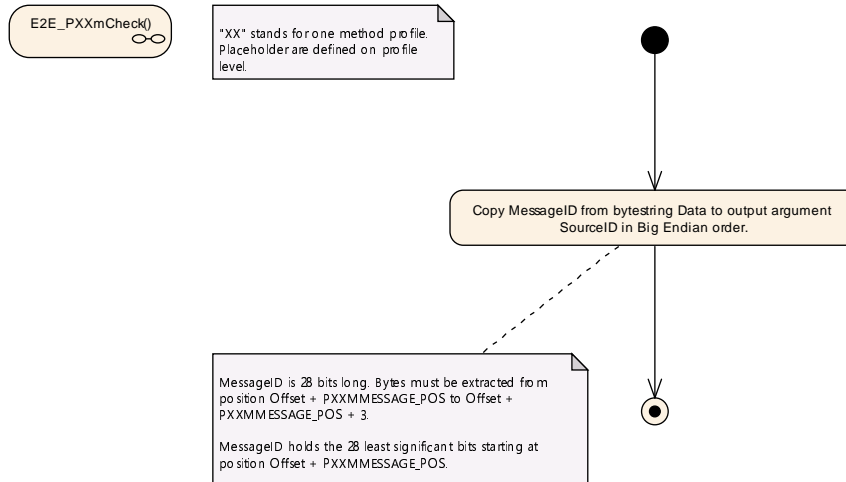 E2E_PXXmCheck()
"XX" stands for one method profile.
Placeholder are defined on profile
level.
Copy MessageID from bytestring Data to output argument
SourceID in Big Endian order.
MessageID is 28 bits long. Bytes must be extracted from
position Offset + PXXMMESSAGE_POS to Offset +
PXXMMESSAGE_POS + 3.
MessageID holds the 28 least significant bits starting at
position Offset + PXXMMESSAGE_POS.